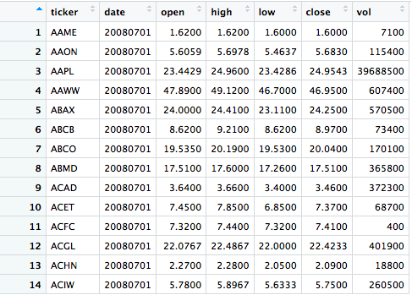 ticker date open high low close vol
1 AAME 20080701 1.6200 1.6200 1.6000 1.6000 7100
2 AAON 20080701 5.6059 5.6978 5.4637 5.6830 115400
3 AAPL 20080701 23.4429 24.9600 23.4286 24.9543 39688500
4 AAWW 20080701 47.8900 49.1200 46.7000 46.9500 607400
5 ABAX 20080701 24.0000 24.4100 23.1100 24.2500 570505
6 ABCB 20080701 8.6200 9.2100 8.6200 8.9700 73400
7 ABCO 20080701 19.5350 20.1900 19.5300 20.0400 170100
8 ABMD 20080701 17.5100 17.6000 17.2600 17.5100 365800
9 ACAD 20080701 3.6400 3.6600 3.4000 3.4600 372300
10 ACET 20080701 7.4500 7.8500 6.8500 7.3700 68700
11 ACFC 20080701 7.3200 7.4400 7.3200 7.4100 400
12 ACGL 20080701 22.0767 22.4867 22.0000 22.4233 401900
13 ACHN 20080701 2.2700 2.2800 2.0500 2.0900 18800
14 ACIW 20080701 5.7800 5.8967 5.6333 5.7500 260500